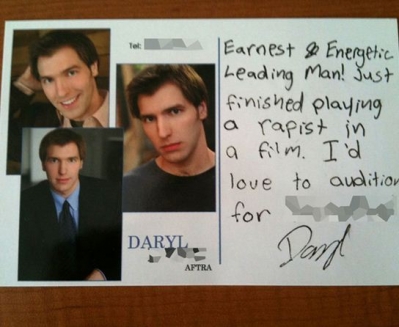 Tel:
Earnest & Energetic
Leading Man! Just
finished playing
a rapist in
a film. I'd
love to audition
for
Daryl
DARYL
AFTRA